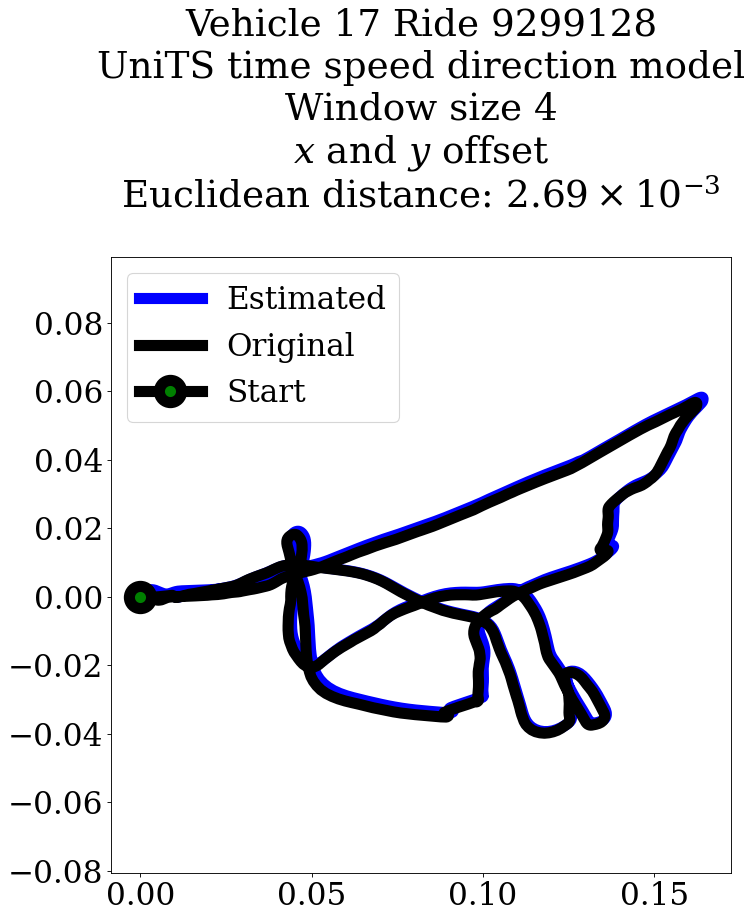 Vehicle 17 Ride 9299128
UniTS time speed direction model
Window size 4
x and y offset
Euclidean distance: 2.69 × 10⁻³
Estimated
Original
Start
0.08
0.06
0.04
0.02
0.00
−0.02
−0.04
−0.06
−0.08
0.00 0.05 0.10 0.15